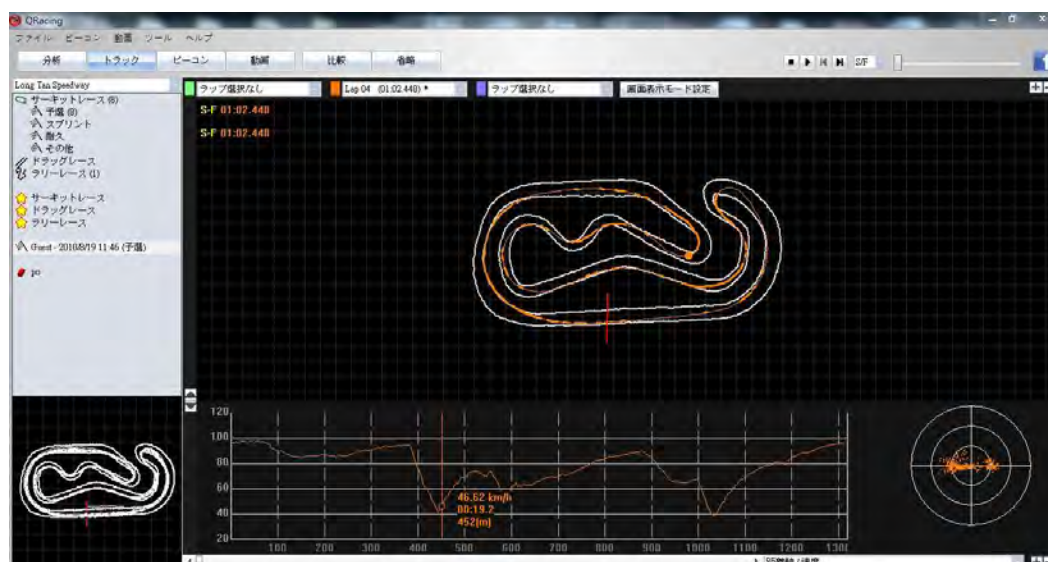 QRacing
ファイル ビーコン 動画 ツール ヘルプ
分析 トラック ビーコン 動画 比較 省略 S/F
Long Tan Speedway
ラップ選択/なし Lap 04 (01:02.448) * ラップ選択/なし 画面表示モード設定
サーキットレース (8)
予選 (8)
スプリント
耐久
その他
ドラッグレース
ラリーレース (1)
サーキットレース
ドラッグレース
ラリーレース
Guest - 2010/8/19 11:46 (予選)
S-F 01:02.448
S-F 01:02.448
120
100
80
60
40
20
46.62 km/h
00:19.2
452(m)
100 200 300 400 500 600 700 800 900 1000 1100 1200 1300